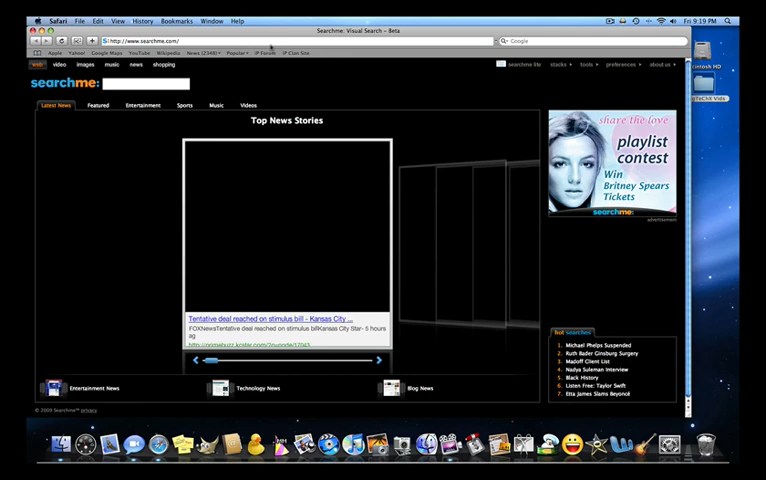 Safari File Edit View History Bookmarks Window Help Fri 9:19 PM
Searchme: Visual Search – Beta
http://www.searchme.com/ Google
Apple Yahoo! Google Maps YouTube Wikipedia News (2348) Popular iP Forum iP Clan Site
web video images music news shopping
searchme lite stacks tools preferences about us
searchme:
Latest News Featured Entertainment Sports Music Videos
Top News Stories
share the love
playlist
contest
Win
Britney Spears
Tickets
searchme:
advertisement
Tentative deal reached on stimulus bill - Kansas City ...
FOXNewsTentative deal reached on stimulus billKansas City Star- 5 hours
ag
hot searches
1. Michael Phelps Suspended
2. Ruth Bader Ginsburg Surgery
3. Madoff Client List
4. Nadya Suleman Interview
5. Black History
6. Listen Free: Taylor Swift
7. Etta James Slams Beyoncé
Entertainment News Technology News Blog News
© 2009 Searchme™ privacy